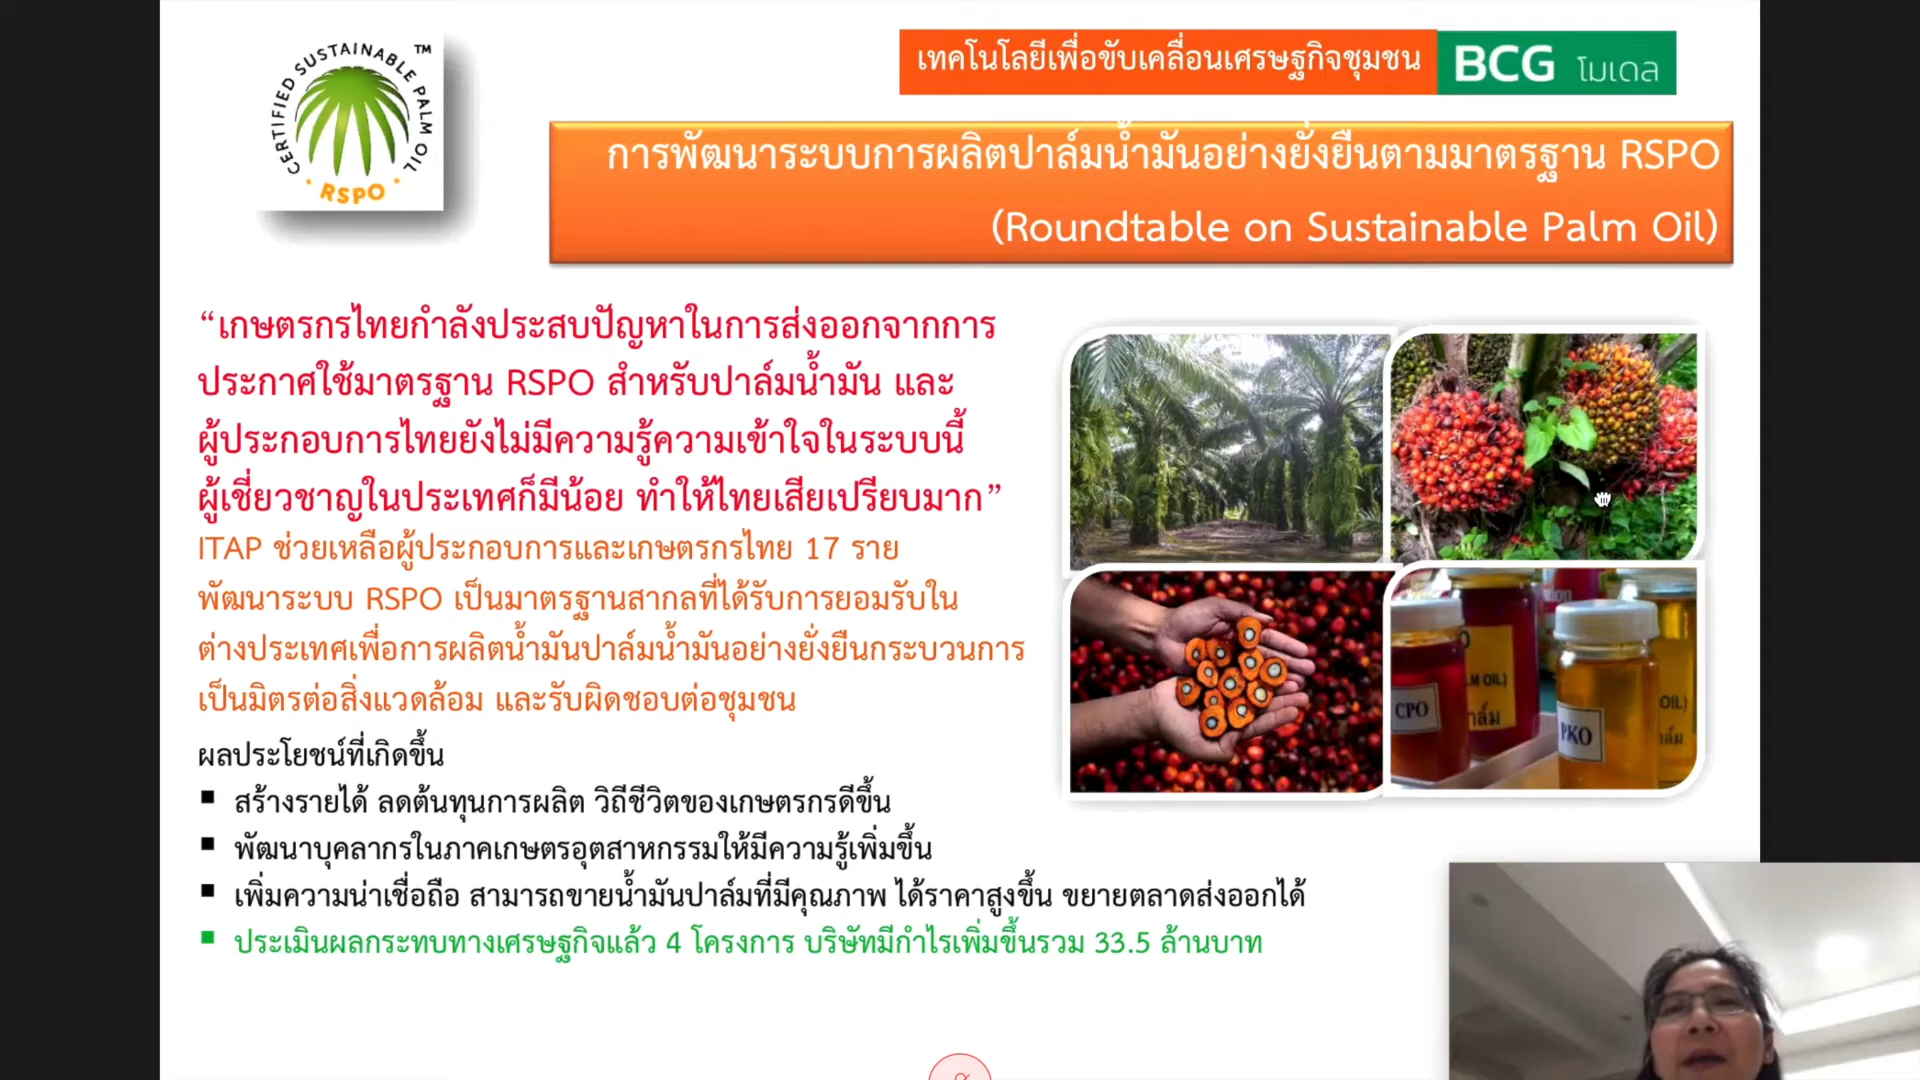 CERTIFIED SUSTAINABLE PALM OIL TM
RSPO
เทคโนโลยีเพื่อขับเคลื่อนเศรษฐกิจชุมชน BCG โมเดล
การพัฒนาระบบการผลิตปาล์มน้ำมันอย่างยั่งยืนตามมาตรฐาน RSPO
(Roundtable on Sustainable Palm Oil)
“เกษตรกรไทยกำลังประสบปัญหาในการส่งออกจากการ
ประกาศใช้มาตรฐาน RSPO สำหรับปาล์มน้ำมัน และ
ผู้ประกอบการไทยยังไม่มีความรู้ความเข้าใจในระบบนี้
ผู้เชี่ยวชาญในประเทศก็มีน้อย ทำให้ไทยเสียเปรียบมาก”
ITAP ช่วยเหลือผู้ประกอบการและเกษตรกรไทย 17 ราย
พัฒนาระบบ RSPO เป็นมาตรฐานสากลที่ได้รับการยอมรับใน
ต่างประเทศเพื่อการผลิตน้ำมันปาล์มน้ำมันอย่างยั่งยืนกระบวนการ
เป็นมิตรต่อสิ่งแวดล้อม และรับผิดชอบต่อชุมชน
ผลประโยชน์ที่เกิดขึ้น
▪ สร้างรายได้ ลดต้นทุนการผลิต วิถีชีวิตของเกษตรกรดีขึ้น
▪ พัฒนาบุคลากรในภาคเกษตรอุตสาหกรรมให้มีความรู้เพิ่มขึ้น
▪ เพิ่มความน่าเชื่อถือ สามารถขายน้ำมันปาล์มที่มีคุณภาพ ได้ราคาสูงขึ้น ขยายตลาดส่งออกได้
▪ ประเมินผลกระทบทางเศรษฐกิจแล้ว 4 โครงการ บริษัทมีกำไรเพิ่มขึ้นรวม 33.5 ล้านบาท
CPO
PKO
OIL)